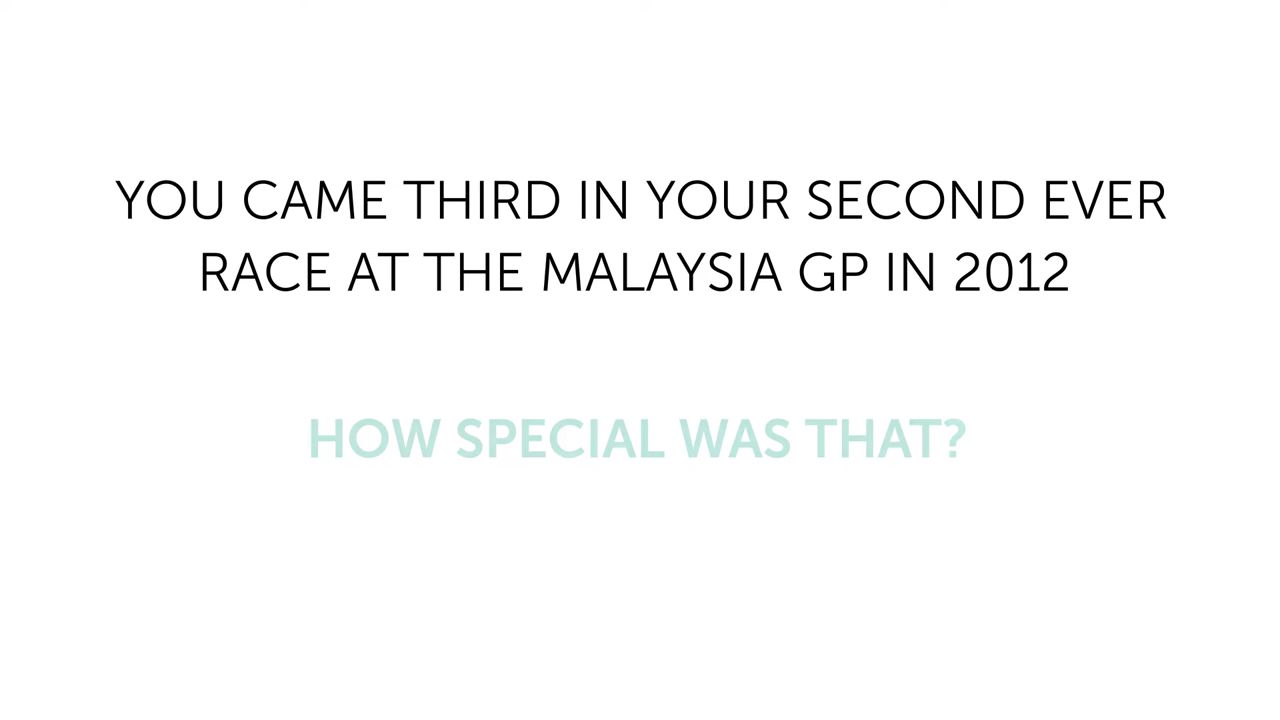 YOU CAME THIRD IN YOUR SECOND EVER
RACE AT THE MALAYSIA GP IN 2012
HOW SPECIAL WAS THAT?